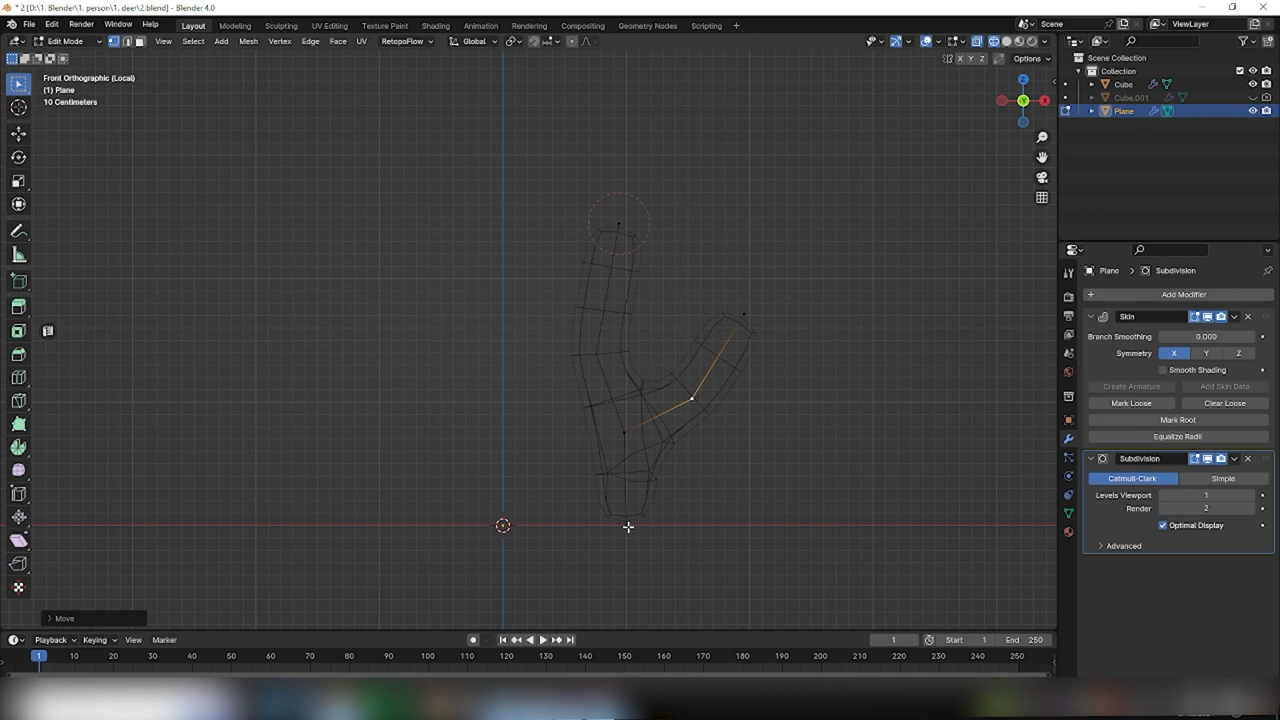 * 2 [D:\1. Blender\1. person\1. deer\2.blend] - Blender 4.0
File Edit Render Window Help Layout Modeling Sculpting UV Editing Texture Paint Shading Animation Rendering Compositing Geometry Nodes Scripting + Scene ViewLayer
Edit Mode View Select Add Mesh Vertex Edge Face UV RetopoFlow Global
X Y Z Options
Front Orthographic (Local)
(1) Plane
10 Centimeters
Z
Y
X
Scene Collection
Collection
Cube
Cube.001
Plane
Plane Subdivision
Add Modifier
Skin
Branch Smoothing 0.000
Symmetry X Y Z
Smooth Shading
Create Armature Add Skin Data
Mark Loose Clear Loose
Mark Root
Equalize Radii
Subdivision
Catmull-Clark Simple
Levels Viewport 1
Render 2
Optimal Display
Advanced
Move
Playback Keying View Marker 1 Start 1 End 250
1 10 20 30 40 50 60 70 80 90 100 110 120 130 140 150 160 170 180 190 200 210 220 230 240 250